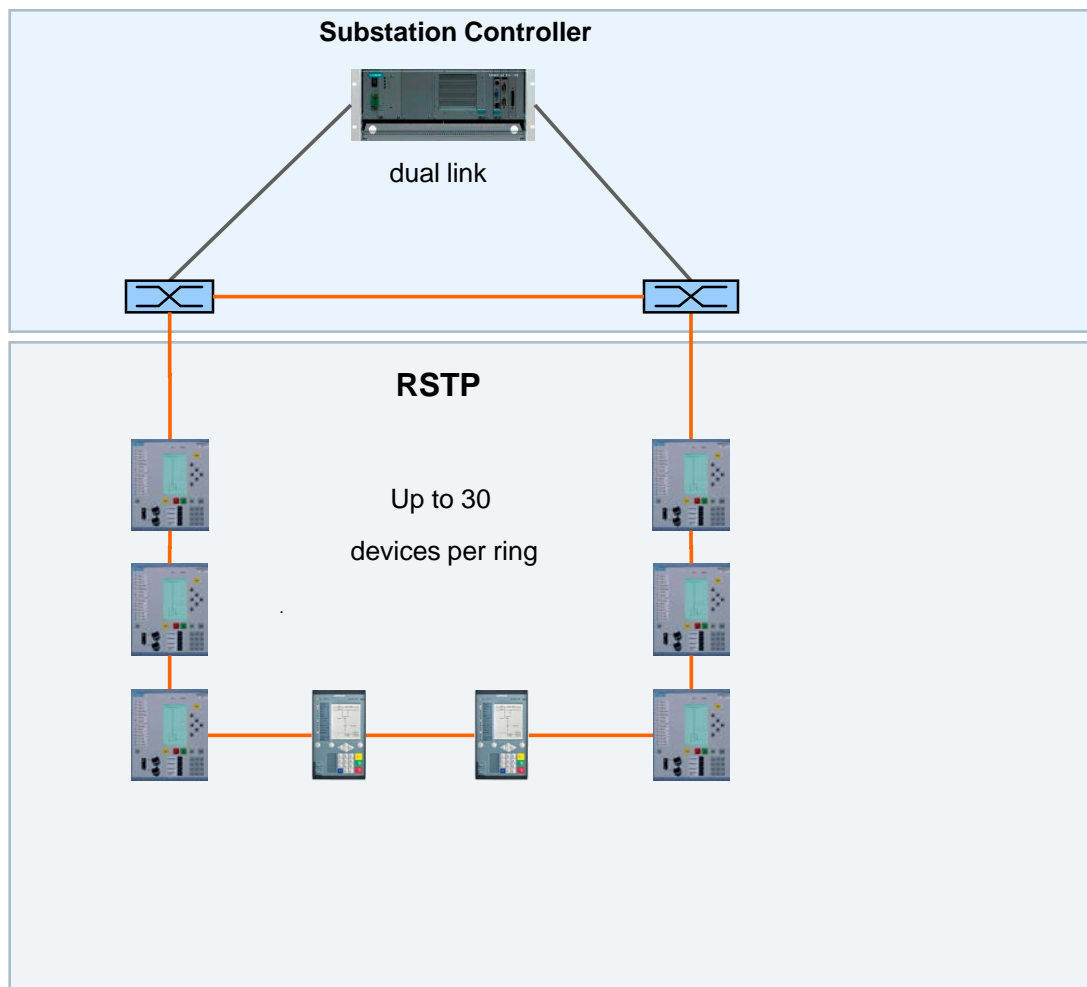 Substation Controller
dual link
RSTP
Up to 30
devices per ring
.